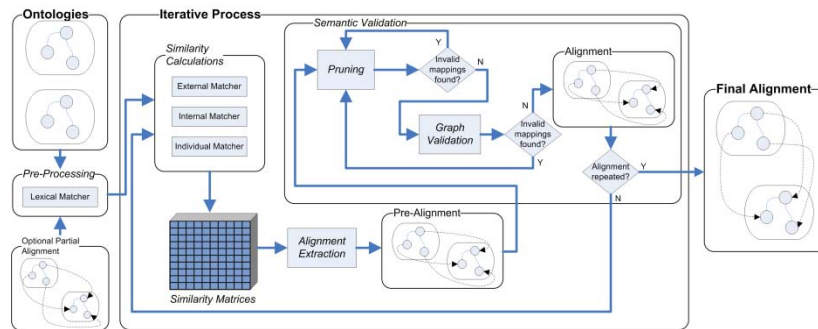 Ontologies
Pre-Processing
Lexical Matcher
Optional Partial
Alignment
Iterative Process
Similarity
Calculations
External Matcher
Internal Matcher
Individual Matcher
Similarity Matrices
Alignment
Extraction
Pre-Alignment
Semantic Validation
Pruning
Y
Invalid
mappings
found?
N
Graph
Validation
N
Invalid
mappings
found?
Y
Alignment
Alignment
repeated?
Y
N
Final Alignment